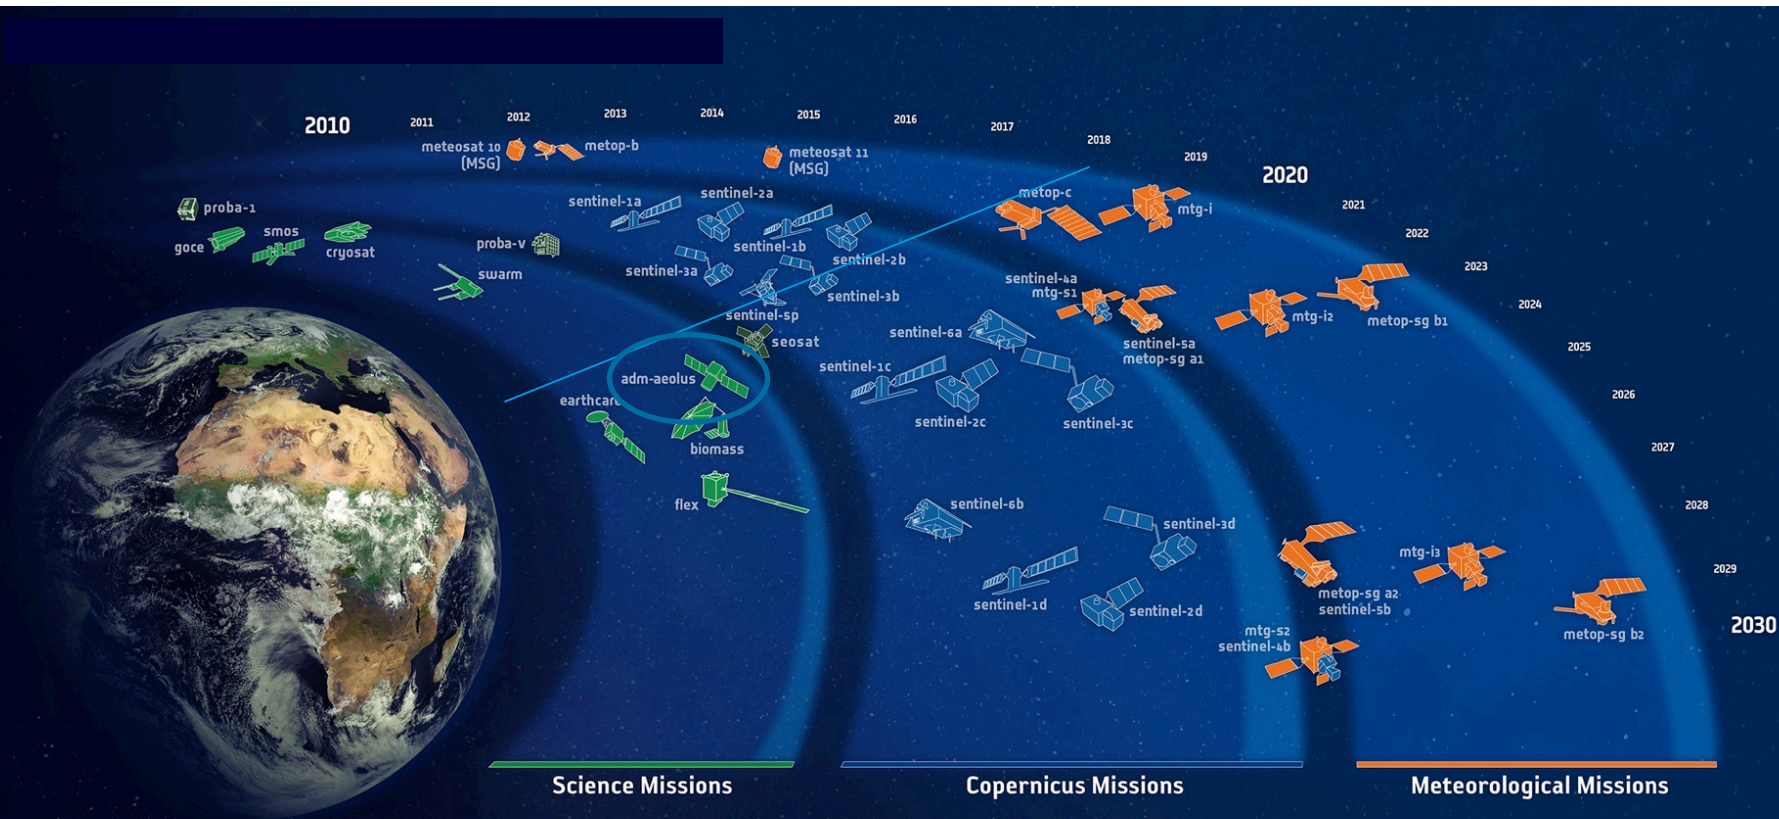 2010
2011
2012
2013
2014
2015
2016
2017
2018
2019
2020
2021
2022
2023
2024
2025
2026
2027
2028
2029
2030
meteosat 10
(MSG)
metop-b
meteosat 11
(MSG)
metop-c
mtg-i
proba-1
goce
smos
cryosat
proba-v
swarm
sentinel-1a
sentinel-2a
sentinel-1b
sentinel-2b
sentinel-3a
sentinel-3b
sentinel-5p
seosat
adm-aeolus
earthcare
biomass
flex
sentinel-4a
mtg-s1
sentinel-5a
metop-sg a1
mtg-i2
metop-sg b1
sentinel-6a
sentinel-1c
sentinel-2c
sentinel-3c
sentinel-6b
sentinel-3d
sentinel-1d
sentinel-2d
mtg-i3
metop-sg a2
sentinel-5b
metop-sg b2
mtg-s2
sentinel-4b
Science Missions
Copernicus Missions
Meteorological Missions